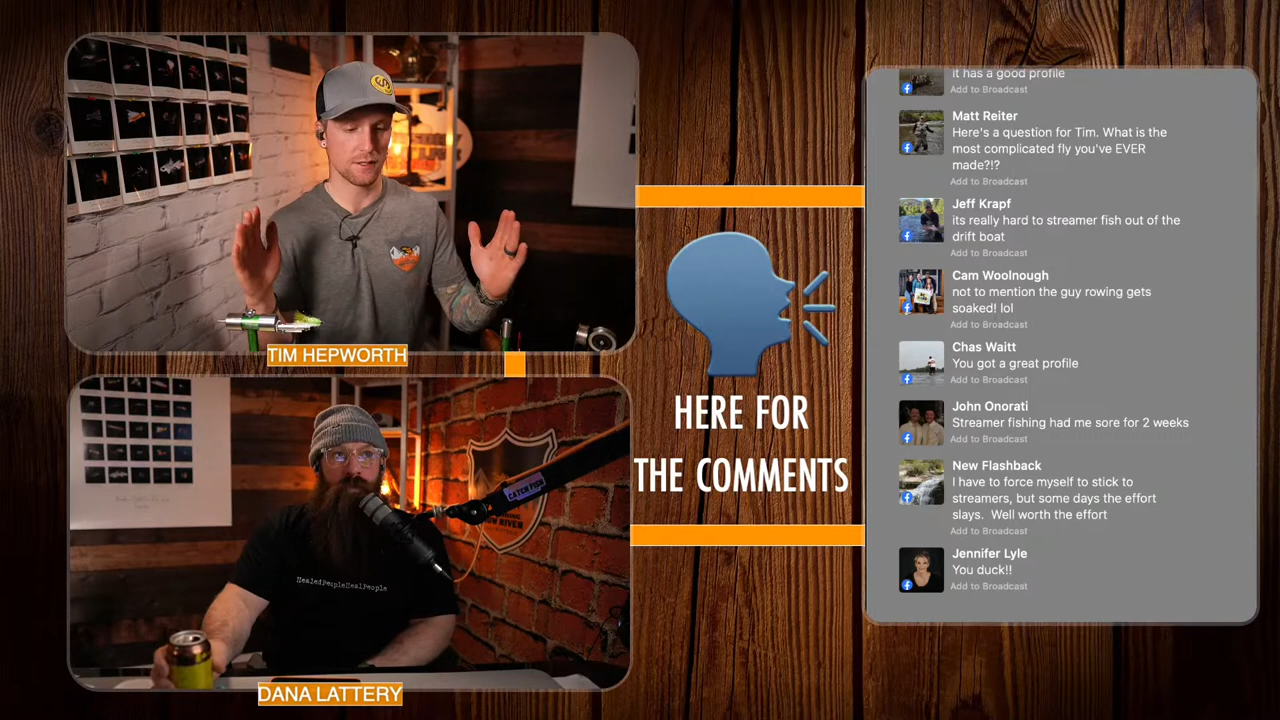 TIM HEPWORTH
CATCH FISH
HealedPeopleHealPeople
DANA LATTERY
HERE FOR
THE COMMENTS
it has a good profile
Add to Broadcast
Matt Reiter
Here's a question for Tim. What is the
most complicated fly you've EVER
made?!?
Add to Broadcast
Jeff Krapf
its really hard to streamer fish out of the
drift boat
Add to Broadcast
Cam Woolnough
not to mention the guy rowing gets
soaked! lol
Add to Broadcast
Chas Waitt
You got a great profile
Add to Broadcast
John Onorati
Streamer fishing had me sore for 2 weeks
Add to Broadcast
New Flashback
I have to force myself to stick to
streamers, but some days the effort
slays. Well worth the effort
Add to Broadcast
Jennifer Lyle
You duck!!
Add to Broadcast